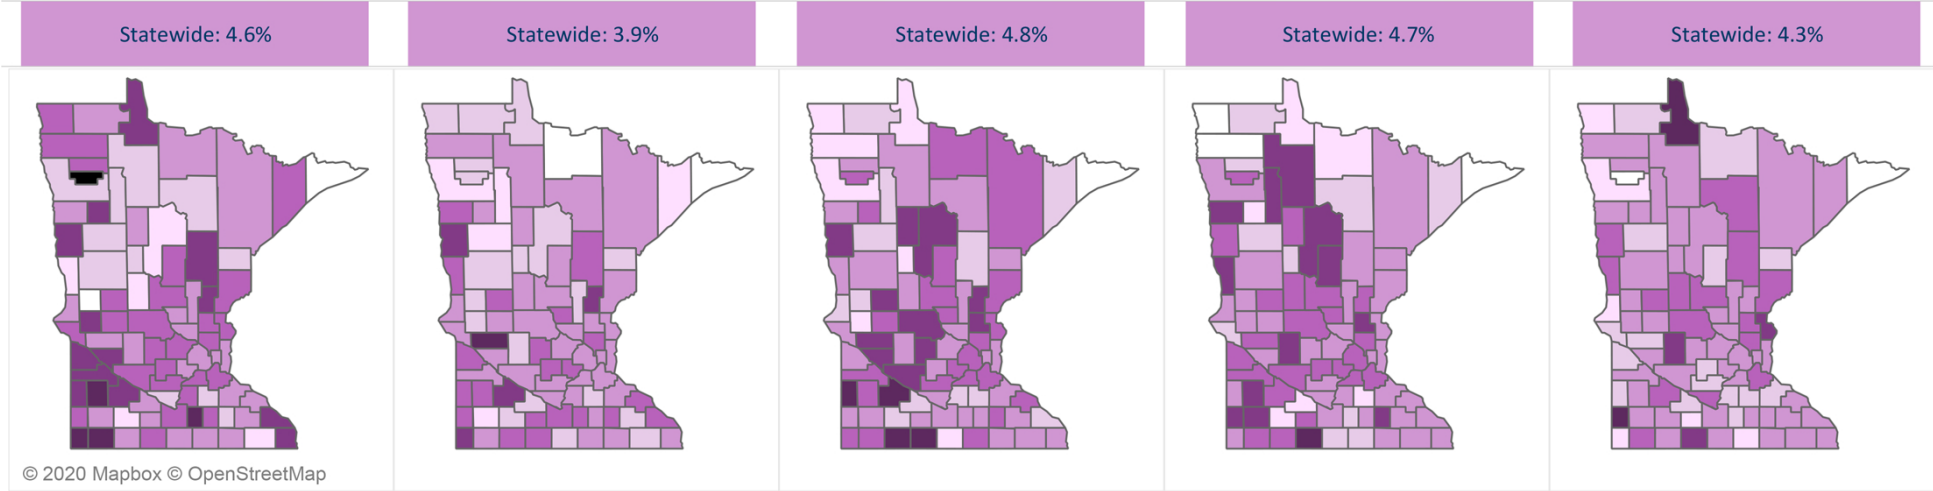 Statewide: 4.6%
Statewide: 3.9%
Statewide: 4.8%
Statewide: 4.7%
Statewide: 4.3%
© 2020 Mapbox © OpenStreetMap